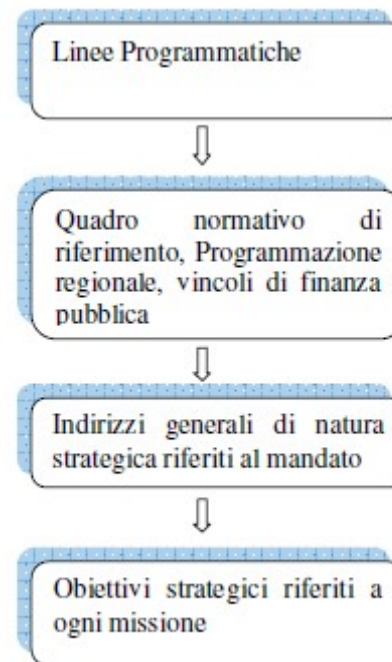 Linee Programmatiche
Quadro normativo di
riferimento, Programmazione
regionale, vincoli di finanza
pubblica
Indirizzi generali di natura
strategica riferiti al mandato
Obiettivi strategici riferiti a
ogni missione